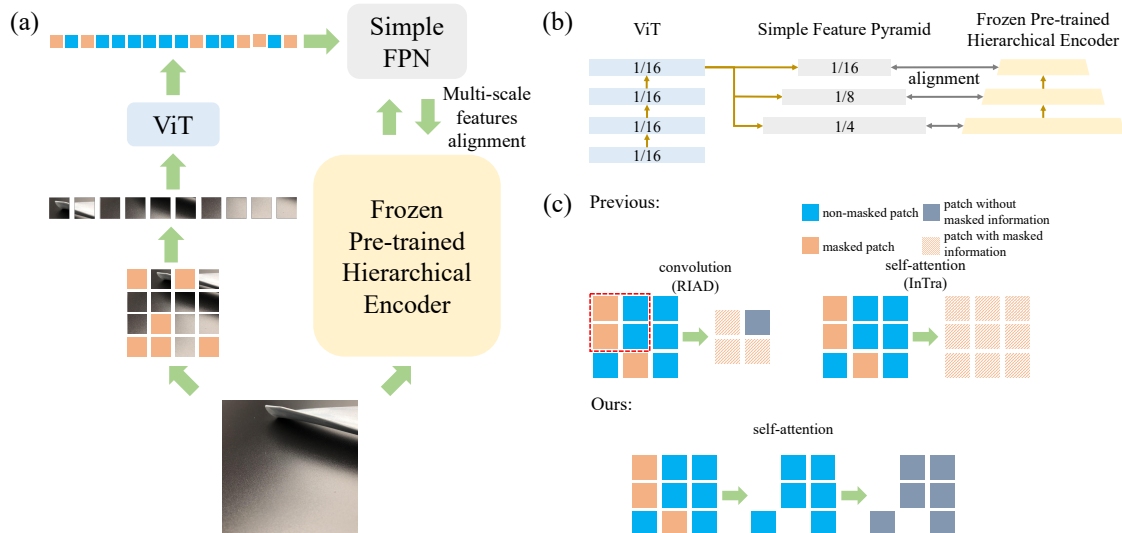 (a)
Simple
FPN
Multi-scale
features
alignment
ViT
Frozen
Pre-trained
Hierarchical
Encoder
(b)
ViT
Simple Feature Pyramid
Frozen Pre-trained
Hierarchical Encoder
1/16
1/16
1/16
1/16
1/16
1/8
1/4
alignment
(c)
Previous:
non-masked patch
patch without
masked information
masked patch
patch with masked
information
convolution
(RIAD)
self-attention
(InTra)
Ours:
self-attention